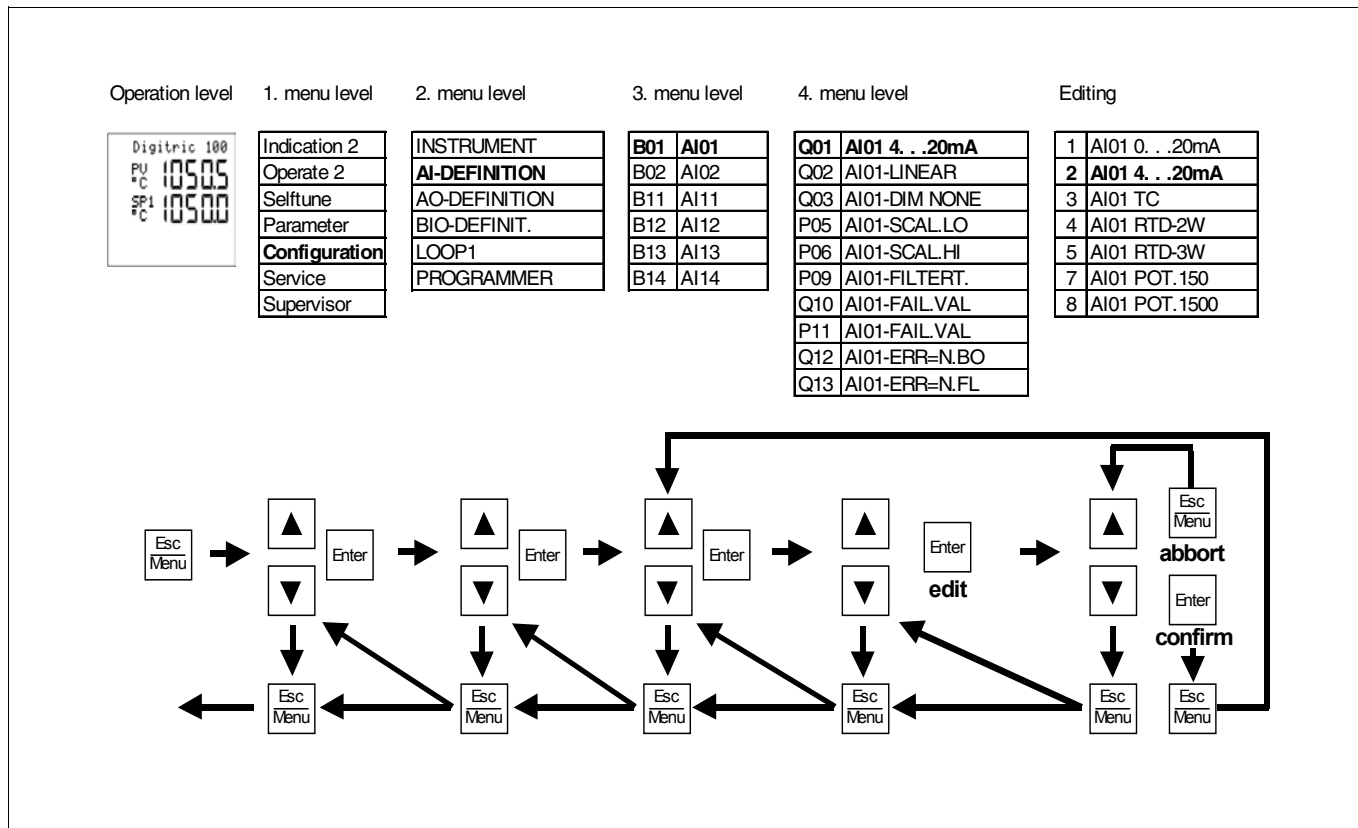 Operation level 1. menu level 2. menu level 3. menu level 4. menu level Editing
Digitric 100
PV °C 1050.5
SP1 °C 1050.0
Indication 2
Operate 2
Selftune
Parameter
Configuration
Service
Supervisor
INSTRUMENT
AI-DEFINITION
AO-DEFINITION
BIO-DEFINIT.
LOOP1
PROGRAMMER
B01 AI01
B02 AI02
B11 AI11
B12 AI12
B13 AI13
B14 AI14
Q01 AI01 4. . .20mA
Q02 AI01-LINEAR
Q03 AI01-DIM NONE
P05 AI01-SCAL.LO
P06 AI01-SCAL.HI
P09 AI01-FILTERT.
Q10 AI01-FAIL.VAL
P11 AI01-FAIL.VAL
Q12 AI01-ERR=N.BO
Q13 AI01-ERR=N.FL
1 AI01 0. . .20mA
2 AI01 4. . .20mA
3 AI01 TC
4 AI01 RTD-2W
5 AI01 RTD-3W
7 AI01 POT.150
8 AI01 POT.1500
Esc
Menu
Enter
Enter
Enter
Enter
edit
Esc
Menu
abbort
Enter
confirm
Esc
Menu
Esc
Menu
Esc
Menu
Esc
Menu
Esc
Menu
Esc
Menu